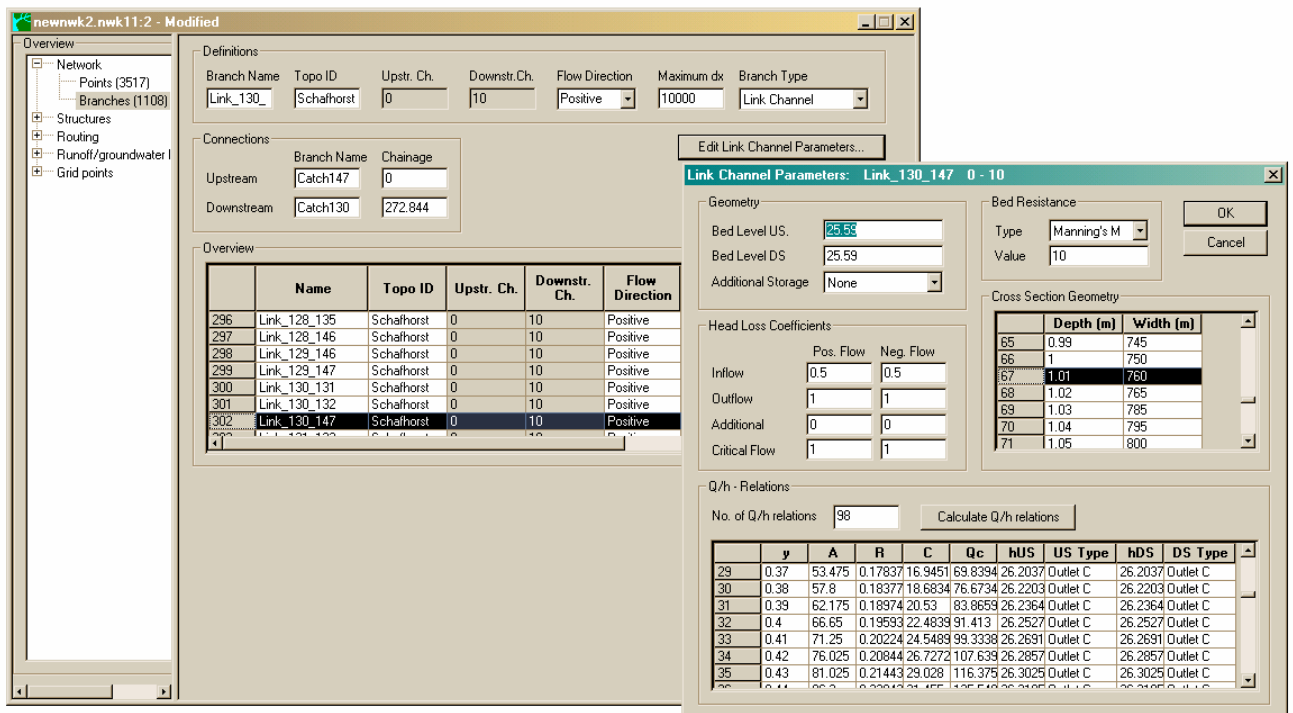 newnwk2.nwk11:2 - Modified
Overview
Network
Points (3517)
Branches (1108)
Structures
Routing
Runoff/groundwater
Grid points
Definitions
Branch Name Topo ID Upstr. Ch. Downstr.Ch. Flow Direction Maximum dx Branch Type
Link_130_ Schafhorst 0 10 Positive 10000 Link Channel
Connections
Branch Name Chainage
Upstream Catch147 0
Downstream Catch130 272.844
Edit Link Channel Parameters...
Overview
Name Topo ID Upstr. Ch. Downstr. Ch. Flow Direction
296 Link_128_135 Schafhorst 0 10 Positive
297 Link_128_146 Schafhorst 0 10 Positive
298 Link_129_146 Schafhorst 0 10 Positive
299 Link_129_147 Schafhorst 0 10 Positive
300 Link_130_131 Schafhorst 0 10 Positive
301 Link_130_132 Schafhorst 0 10 Positive
302 Link_130_147 Schafhorst 0 10 Positive
Link Channel Parameters: Link_130_147 0 - 10
Geometry
Bed Level US. 25.59
Bed Level DS 25.59
Additional Storage None
Bed Resistance
Type Manning's M
Value 10
OK
Cancel
Head Loss Coefficients
Pos. Flow Neg. Flow
Inflow 0.5 0.5
Outflow 1 1
Additional 0 0
Critical Flow 1 1
Cross Section Geometry
Depth (m) Width (m)
65 0.99 745
66 1 750
67 1.01 760
68 1.02 765
69 1.03 785
70 1.04 795
71 1.05 800
Q/h - Relations
No. of Q/h relations 98 Calculate Q/h relations
y A R C Qc hUS US Type hDS DS Type
29 0.37 53.475 0.17837 16.9451 69.8394 26.2037 Outlet C 26.2037 Outlet C
30 0.38 57.8 0.18377 18.6834 76.6734 26.2203 Outlet C 26.2203 Outlet C
31 0.39 62.175 0.18974 20.53 83.8659 26.2364 Outlet C 26.2364 Outlet C
32 0.4 66.65 0.19593 22.4839 91.413 26.2527 Outlet C 26.2527 Outlet C
33 0.41 71.25 0.20224 24.5489 99.3338 26.2691 Outlet C 26.2691 Outlet C
34 0.42 76.025 0.20844 26.7272 107.639 26.2857 Outlet C 26.2857 Outlet C
35 0.43 81.025 0.21443 29.028 116.375 26.3025 Outlet C 26.3025 Outlet C